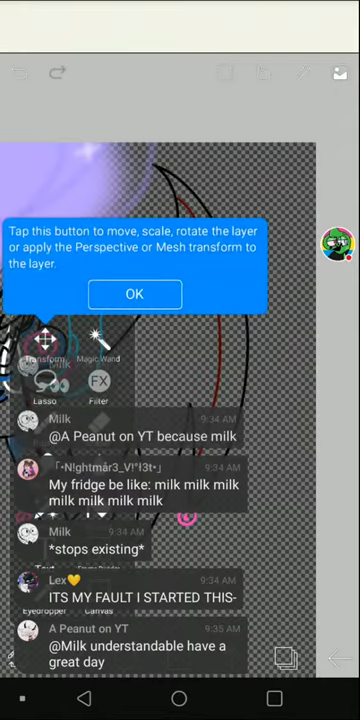 Tap this button to move, scale, rotate the layer
or apply the Perspective or Mesh transform to
the layer.
OK
Transform
Magic Wand
Milk
Lasso
FX
Filter
Milk
9:34 AM
@A Peanut on YT because milk
「•N!ghtmår3_V!°l3t•」
9:34 AM
My fridge be like: milk milk milk
milk milk milk milk
Milk
9:34 AM
*stops existing*
Lex💛
9:34 AM
ITS MY FAULT I STARTED THIS-
Eyedropper
Canvas
A Peanut on YT
9:35 AM
@Milk understandable have a
great day